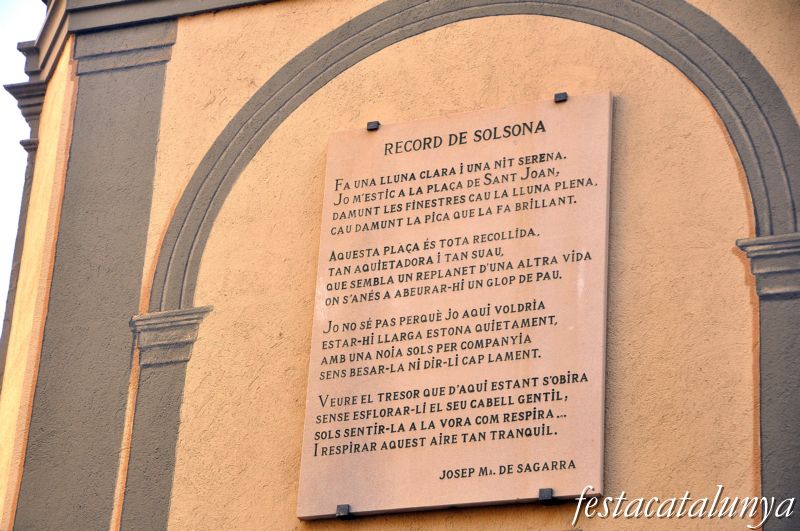 RECORD DE SOLSONA
FA UNA LLUNA CLARA I UNA NIT SERENA.
JO M'ESTIC A LA PLAÇA DE SANT JOAN,
DAMUNT LES FINESTRES CAU LA LLUNA PLENA,
CAU DAMUNT LA PICA QUE LA FA BRILLANT.
AQUESTA PLAÇA ÉS TOTA RECOLLIDA,
TAN AQUIETADORA I TAN SUAU,
QUE SEMBLA UN REPLANET D'UNA ALTRA VIDA
ON S'ANÉS A ABEURAR-HI UN GLOP DE PAU.
JO NO SÉ PAS PERQUÈ JO AQUI VOLDRIA
ESTAR-HI LLARGA ESTONA QUIETAMENT,
AMB UNA NOIA SOLS PER COMPANYIA
SENS BESAR-LA NI DIR-LI CAP LAMENT.
VEURE EL TRESOR QUE D'AQUI ESTANT S'OBIRA
SENSE ESFLORAR-LI EL SEU CABELL GENTIL,
SOLS SENTIR-LA A LA VORA COM RESPIRA...
I RESPIRAR AQUEST AIRE TAN TRANQUIL.
JOSEP Mª. DE SAGARRA
festacatalunya